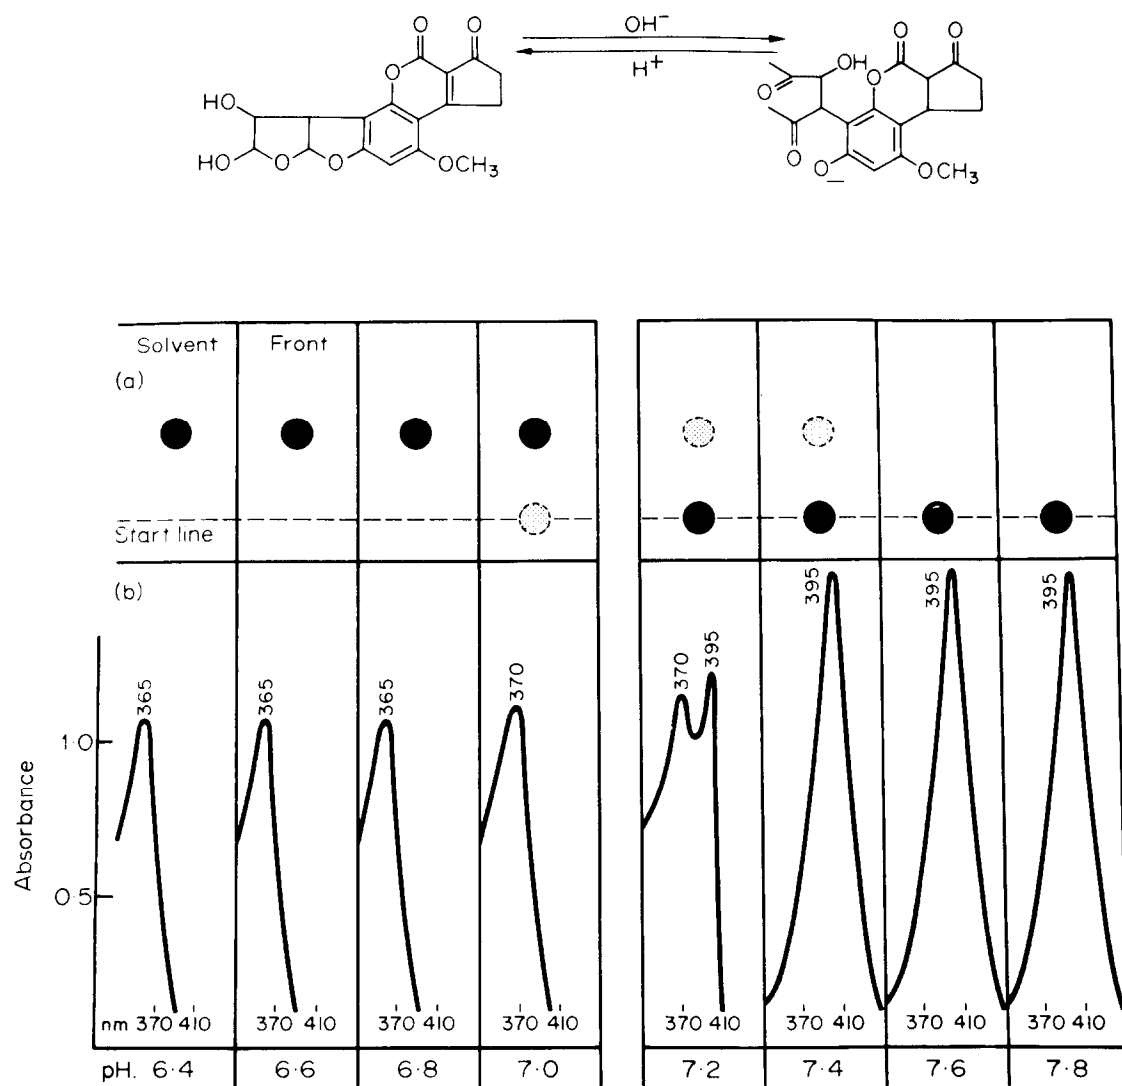 O O OH⁻
H⁺
O OH O O
HO O O
O
HO O O OCH₃ O O⁻ OCH₃
Solvent Front
(a)
Start line
(b)
395 395 395
365 365 365 370 370 395
1·0
Absorbance
0·5
nm 370 410 370 410 370 410 370 410 370 410 370 410 370 410 370 410
pH. 6·4 6·6 6·8 7·0 7·2 7·4 7·6 7·8